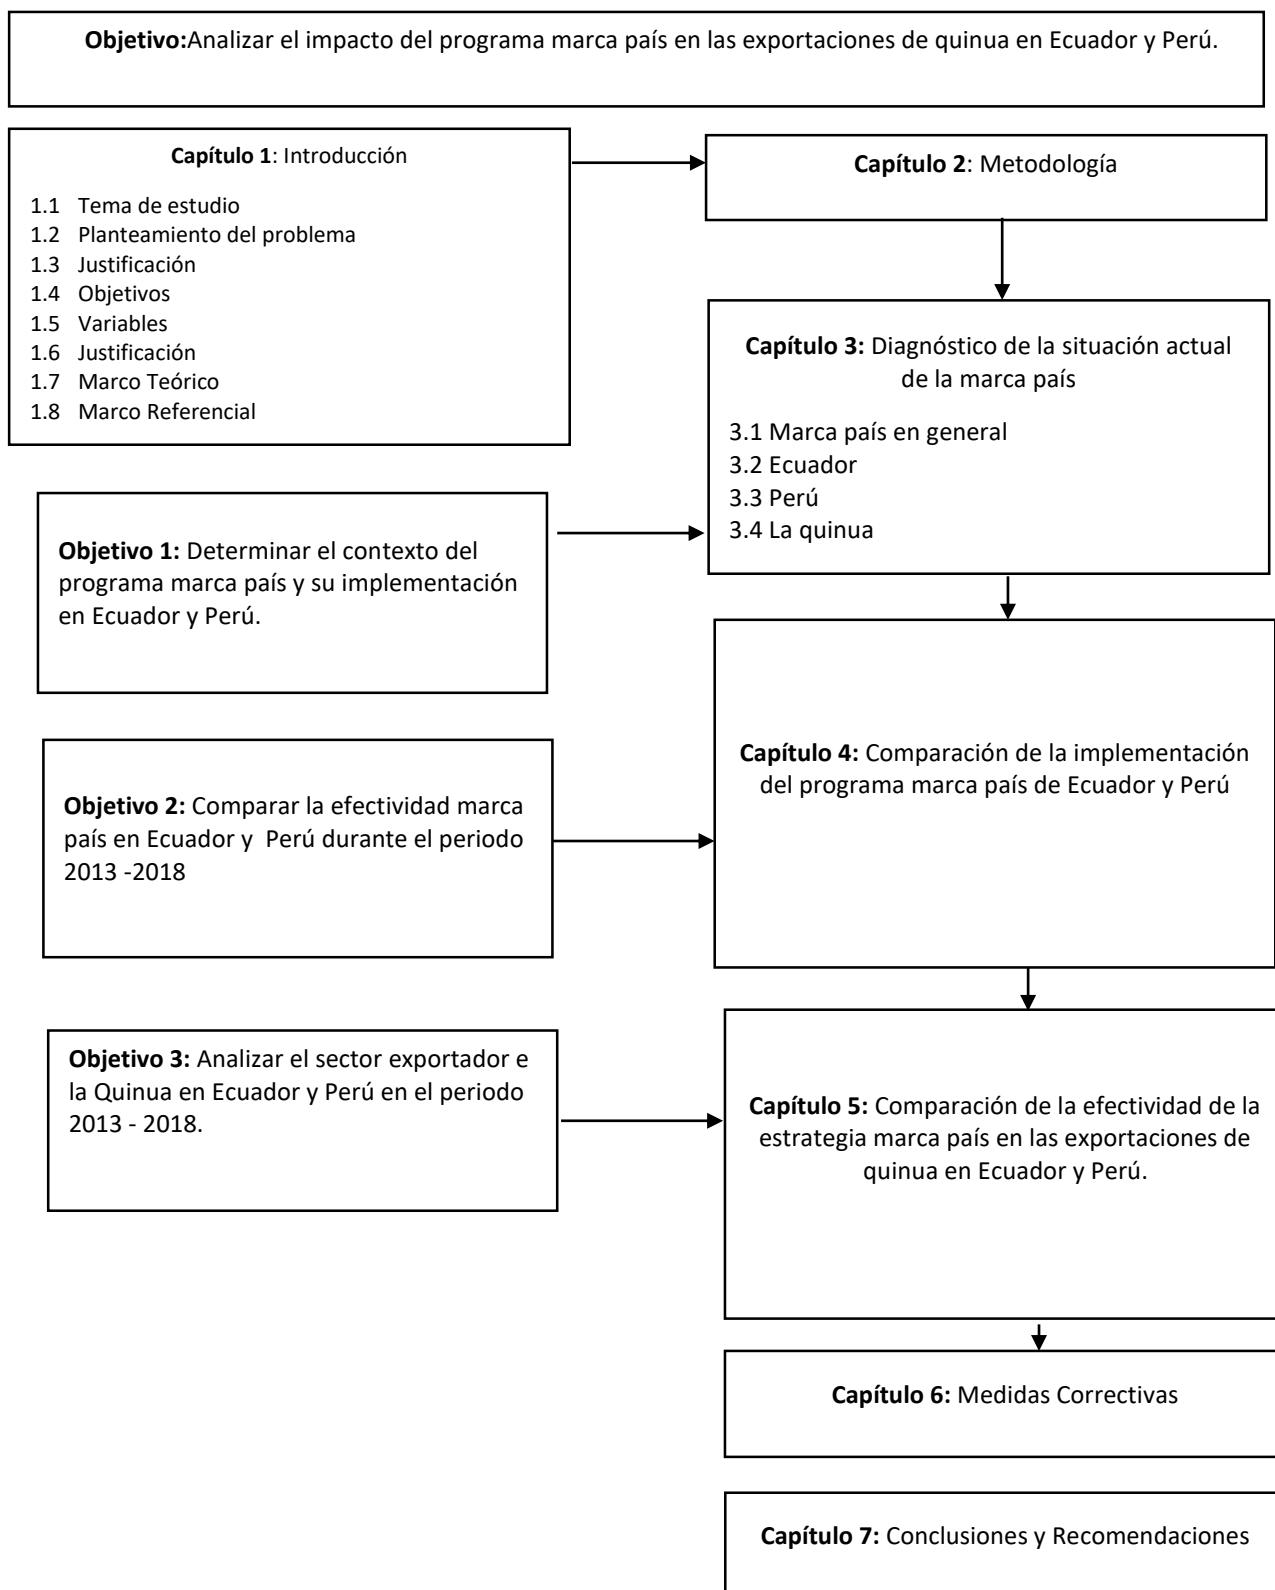 Objetivo:Analizar el impacto del programa marca país en las exportaciones de quinua en Ecuador y Perú.
Capítulo 1: Introducción
1.1 Tema de estudio
1.2 Planteamiento del problema
1.3 Justificación
1.4 Objetivos
1.5 Variables
1.6 Justificación
1.7 Marco Teórico
1.8 Marco Referencial
Capítulo 2: Metodología
Capítulo 3: Diagnóstico de la situación actual
de la marca país
3.1 Marca país en general
3.2 Ecuador
3.3 Perú
3.4 La quinua
Objetivo 1: Determinar el contexto del
programa marca país y su implementación
en Ecuador y Perú.
Capítulo 4: Comparación de la implementación
del programa marca país de Ecuador y Perú
Objetivo 2: Comparar la efectividad marca
país en Ecuador y Perú durante el periodo
2013 -2018
Objetivo 3: Analizar el sector exportador e
la Quinua en Ecuador y Perú en el periodo
2013 - 2018.
Capítulo 5: Comparación de la efectividad de la
estrategia marca país en las exportaciones de
quinua en Ecuador y Perú.
Capítulo 6: Medidas Correctivas
Capítulo 7: Conclusiones y Recomendaciones